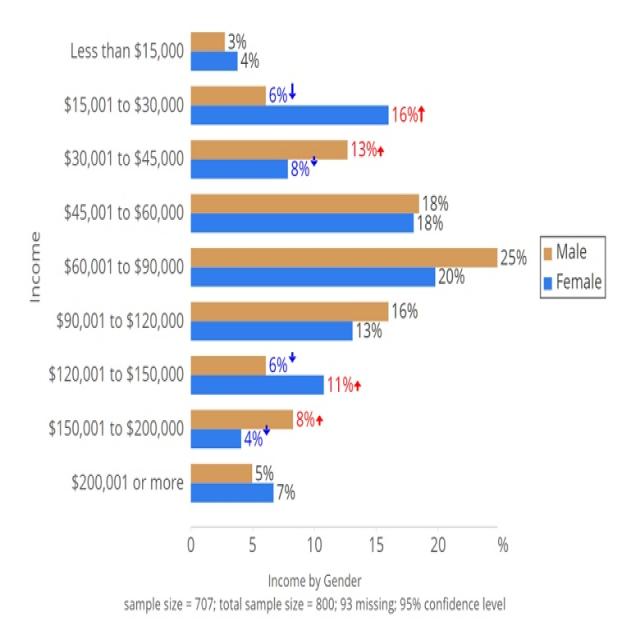 Less than $15,000
3%
4%
$15,001 to $30,000
6%
16%
$30,001 to $45,000
13%
8%
$45,001 to $60,000
18%
18%
$60,001 to $90,000
25%
20%
$90,001 to $120,000
16%
13%
$120,001 to $150,000
6%
11%
$150,001 to $200,000
8%
4%
$200,001 or more
5%
7%
Income
Male
Female
0 5 10 15 20 %
Income by Gender
sample size = 707; total sample size = 800; 93 missing; 95% confidence level